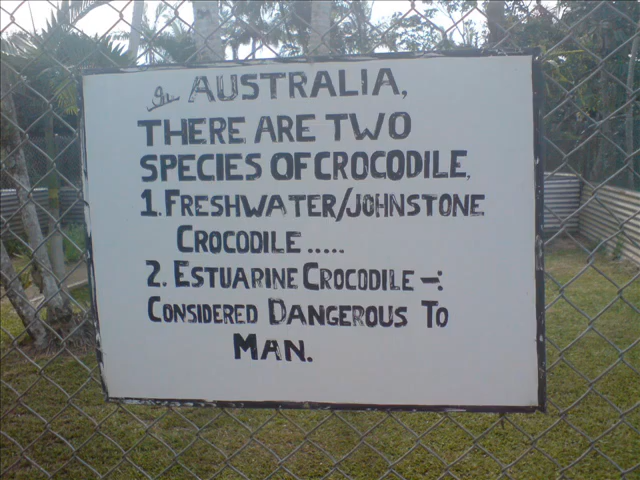 In AUSTRALIA,
THERE ARE TWO
SPECIES OF CROCODILE.
1. FRESHWATER/JOHNSTONE
CROCODILE .....
2. ESTUARINE CROCODILE -:
CONSIDERED DANGEROUS TO
MAN.